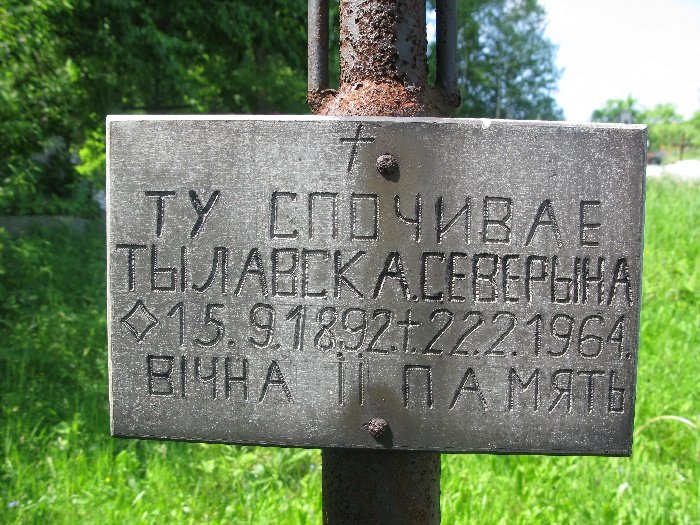 ТУ СПОЧИВАЕ
ТЫЛАВСКА.СЕВЕРЫНА
◇15.9.1892.†.22.2.1964.
ВІЧНА ЇЇ ПАМЯТЬ